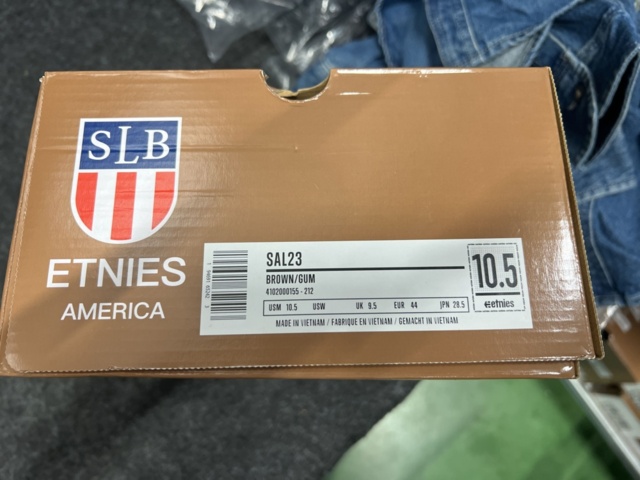 SLB
ETNIES
AMERICA
SAL23
BROWN/GUM
4102000155 - 212
USM 10.5 USW UK 9.5 EUR 44 JPN 28.5
MADE IN VIETNAM / FABRIQUE EN VIETNAM / GEMACHT IN VIETNAM
10.5
etnies